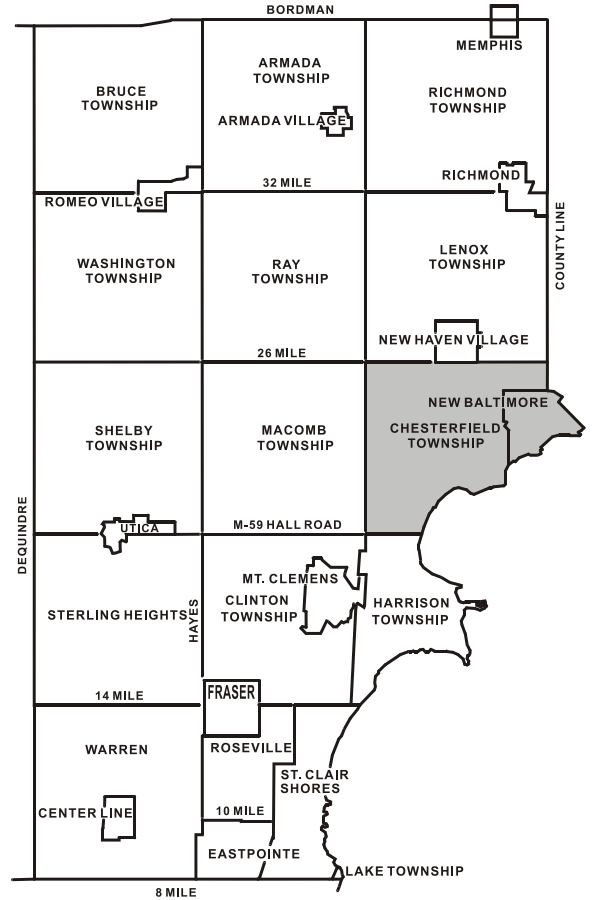 BORDMAN
MEMPHIS
ARMADA
TOWNSHIP
BRUCE
TOWNSHIP
RICHMOND
TOWNSHIP
ARMADA VILLAGE
RICHMOND
32 MILE
ROMEO VILLAGE
COUNTY LINE
WASHINGTON
TOWNSHIP
RAY
TOWNSHIP
LENOX
TOWNSHIP
NEW HAVEN VILLAGE
26 MILE
NEW BALTIMORE
SHELBY
TOWNSHIP
MACOMB
TOWNSHIP
CHESTERFIELD
TOWNSHIP
DEQUINDRE
UTICA
M-59 HALL ROAD
MT. CLEMENS
STERLING HEIGHTS
HAYES
CLINTON
TOWNSHIP
HARRISON
TOWNSHIP
14 MILE
FRASER
WARREN
ROSEVILLE
ST. CLAIR
SHORES
CENTER LINE
10 MILE
EASTPOINTE
LAKE TOWNSHIP
8 MILE